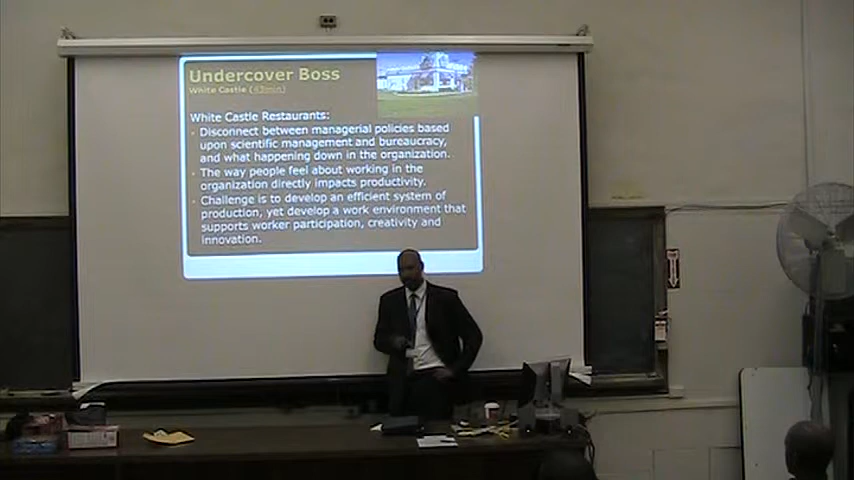 Undercover Boss
White Castle (43min)
White Castle Restaurants:
Disconnect between managerial policies based
upon scientific management and bureaucracy,
and what happening down in the organization.
The way people feel about working in the
organization directly impacts productivity.
Challenge is to develop an efficient system of
production, yet develop a work environment that
supports worker participation, creativity and
innovation.